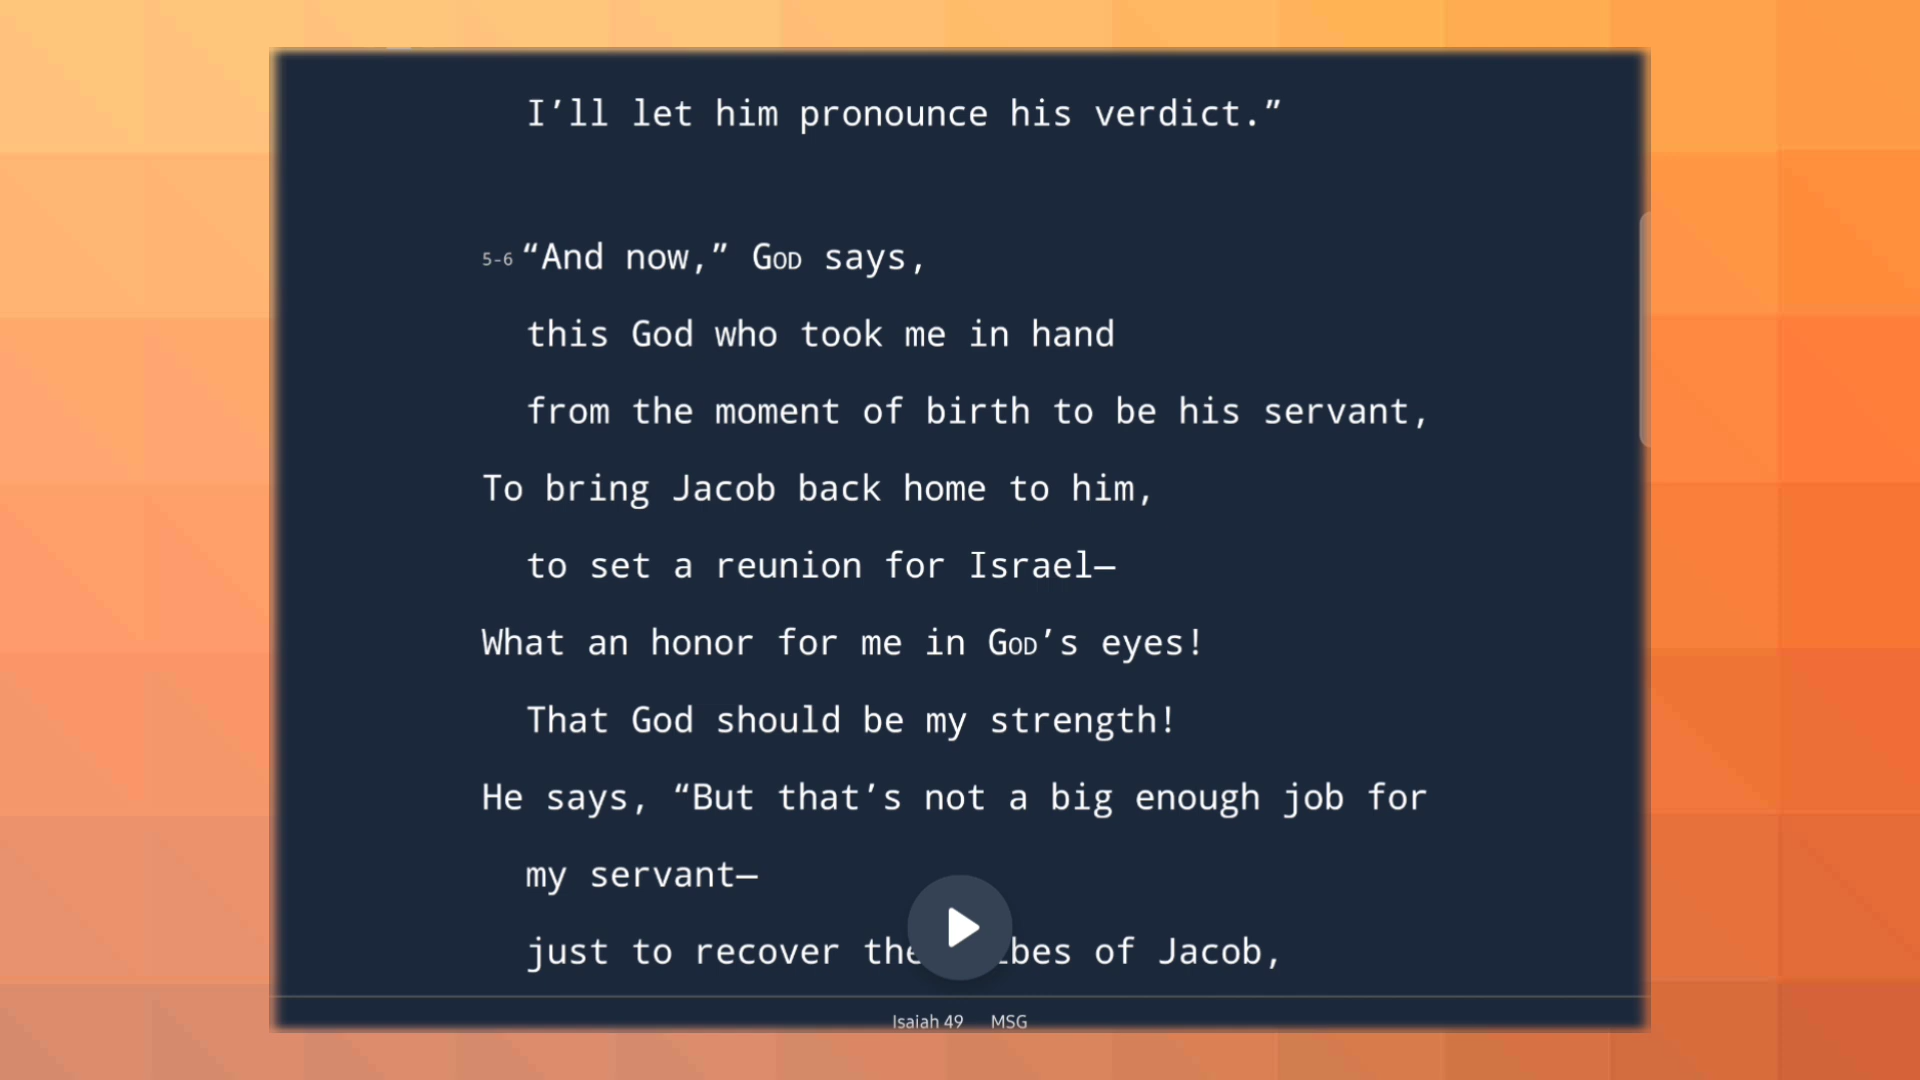 I’ll let him pronounce his verdict.”
5-6 “And now,” GOD says,
this God who took me in hand
from the moment of birth to be his servant,
To bring Jacob back home to him,
to set a reunion for Israel—
What an honor for me in GOD’s eyes!
That God should be my strength!
He says, “But that’s not a big enough job for
my servant—
just to recover of Jacob,
Isaiah 49 MSG